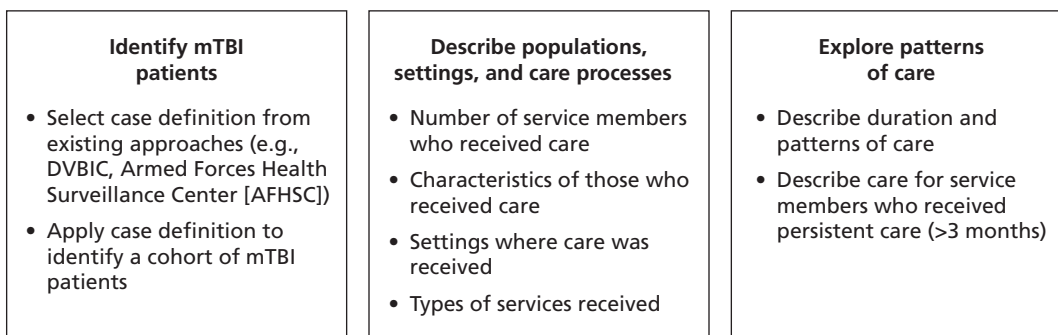 Identify mTBI
patients
• Select case definition from
existing approaches (e.g.,
DVBIC, Armed Forces Health
Surveillance Center [AFHSC])
• Apply case definition to
identify a cohort of mTBI
patients
Describe populations,
settings, and care processes
• Number of service members
who received care
• Characteristics of those who
received care
• Settings where care was
received
• Types of services received
Explore patterns
of care
• Describe duration and
patterns of care
• Describe care for service
members who received
persistent care (>3 months)